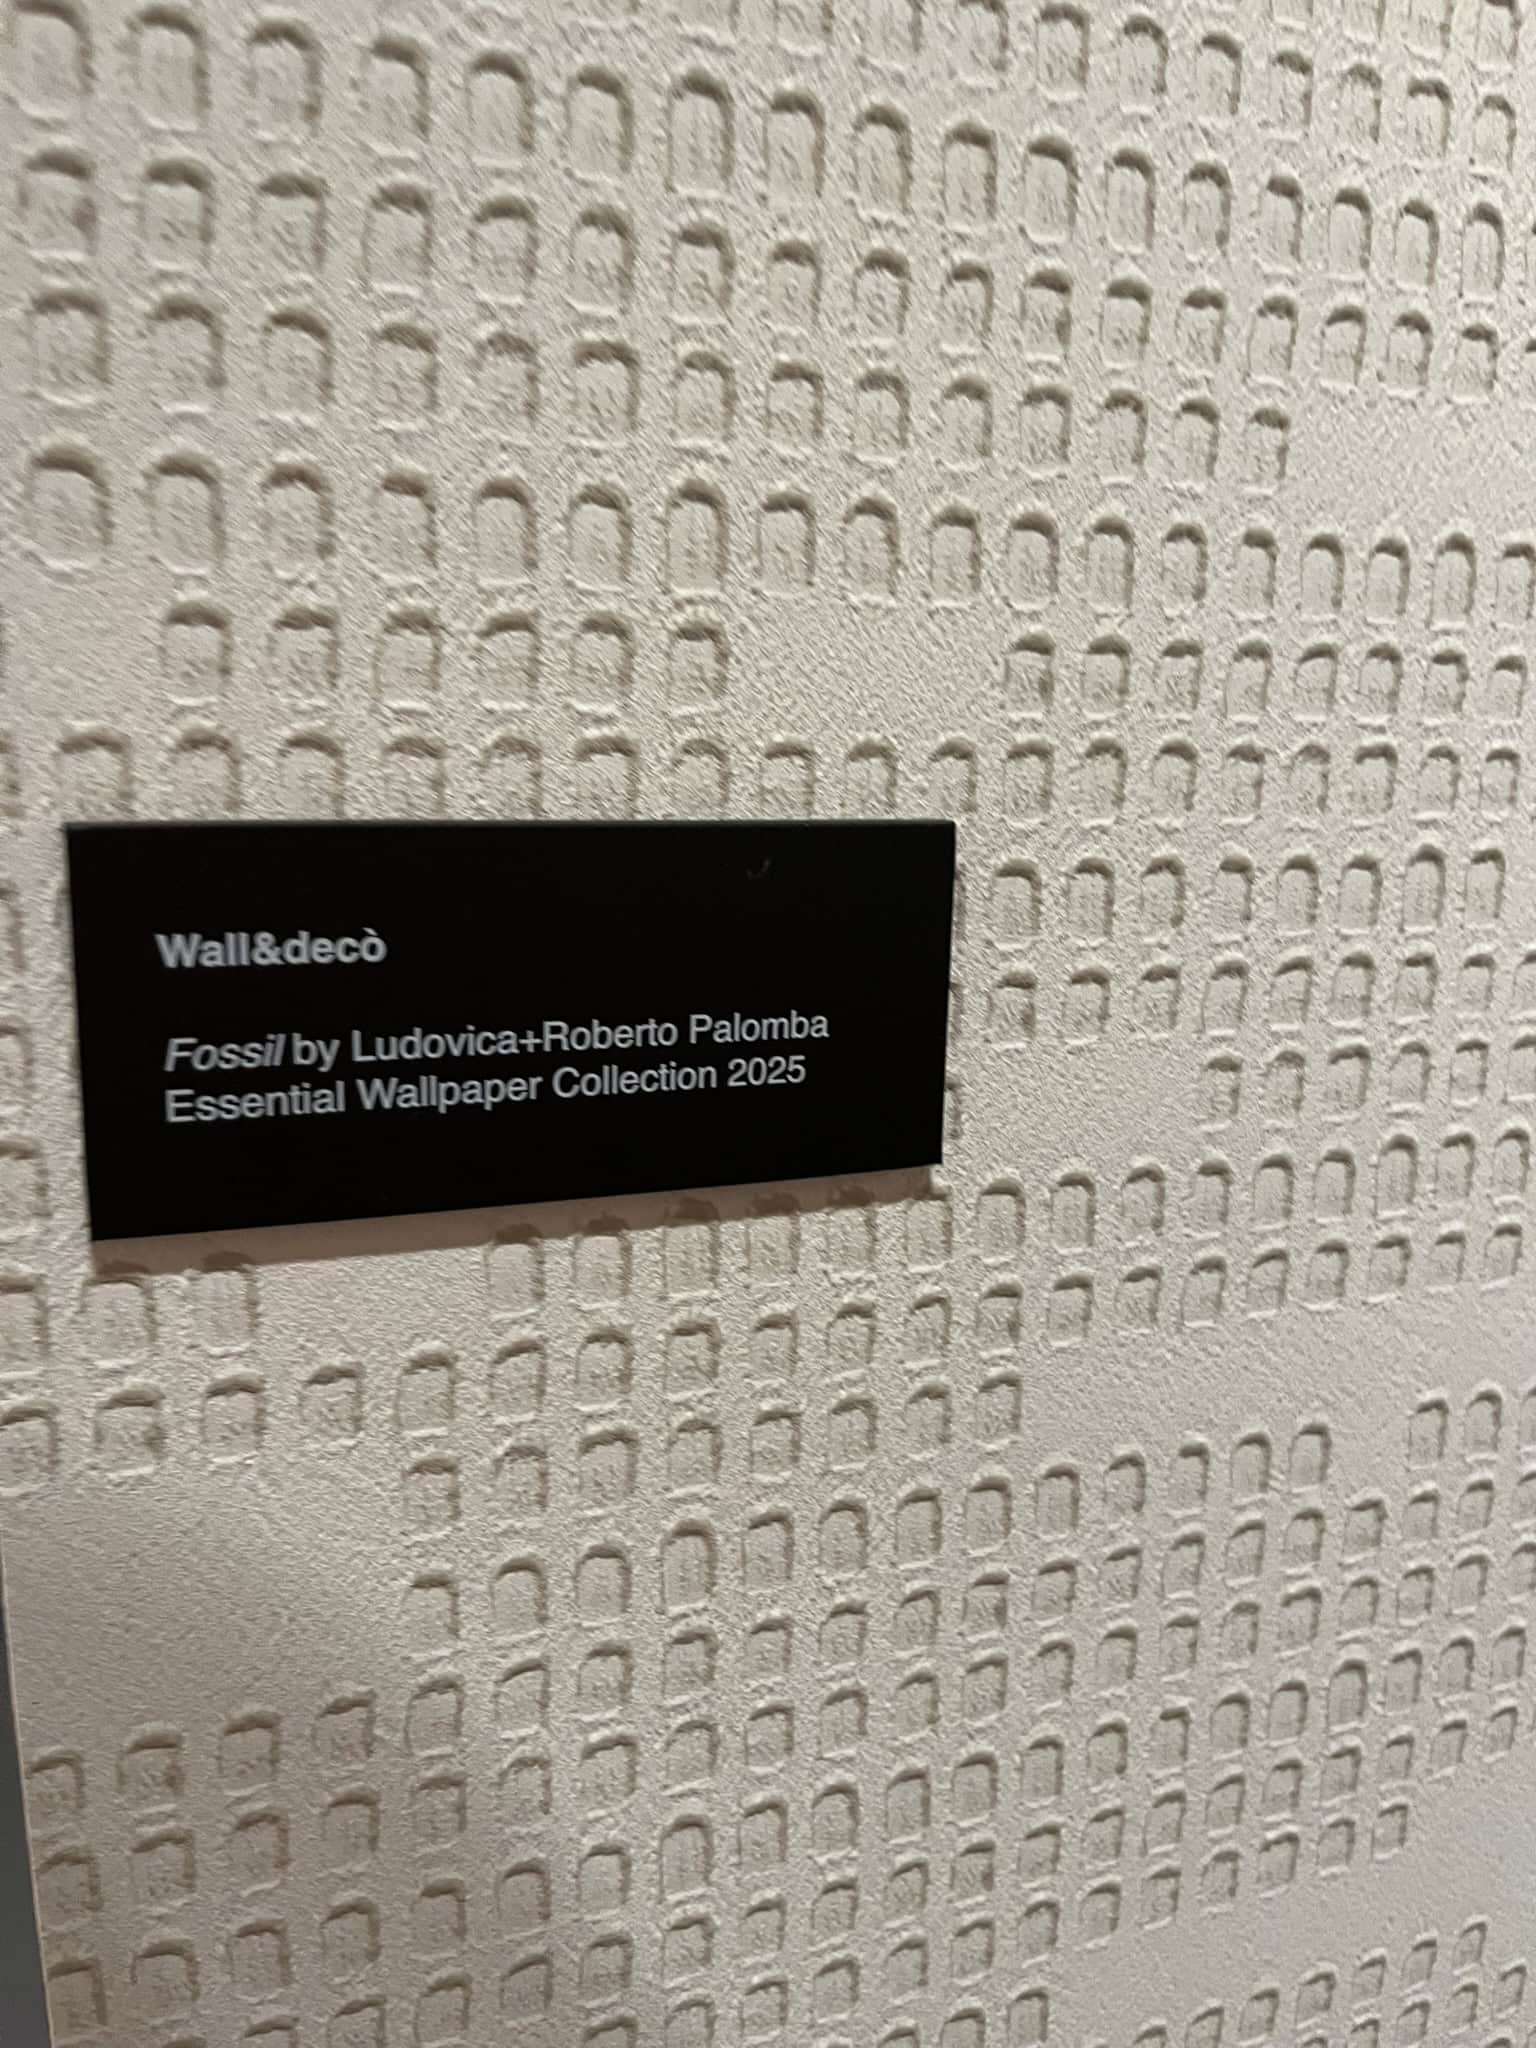 Wall&decò
Fossil by Ludovica+Roberto Palomba
Essential Wallpaper Collection 2025